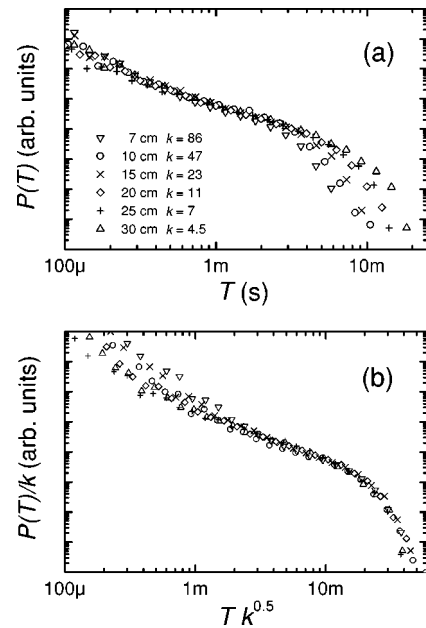 (a)
P(T) (arb. units)
7 cm k = 86
10 cm k = 47
15 cm k = 23
20 cm k = 11
25 cm k = 7
30 cm k = 4.5
100μ 1m 10m
T (s)
(b)
P(T)/k (arb. units)
100μ 1m 10m
T k^0.5